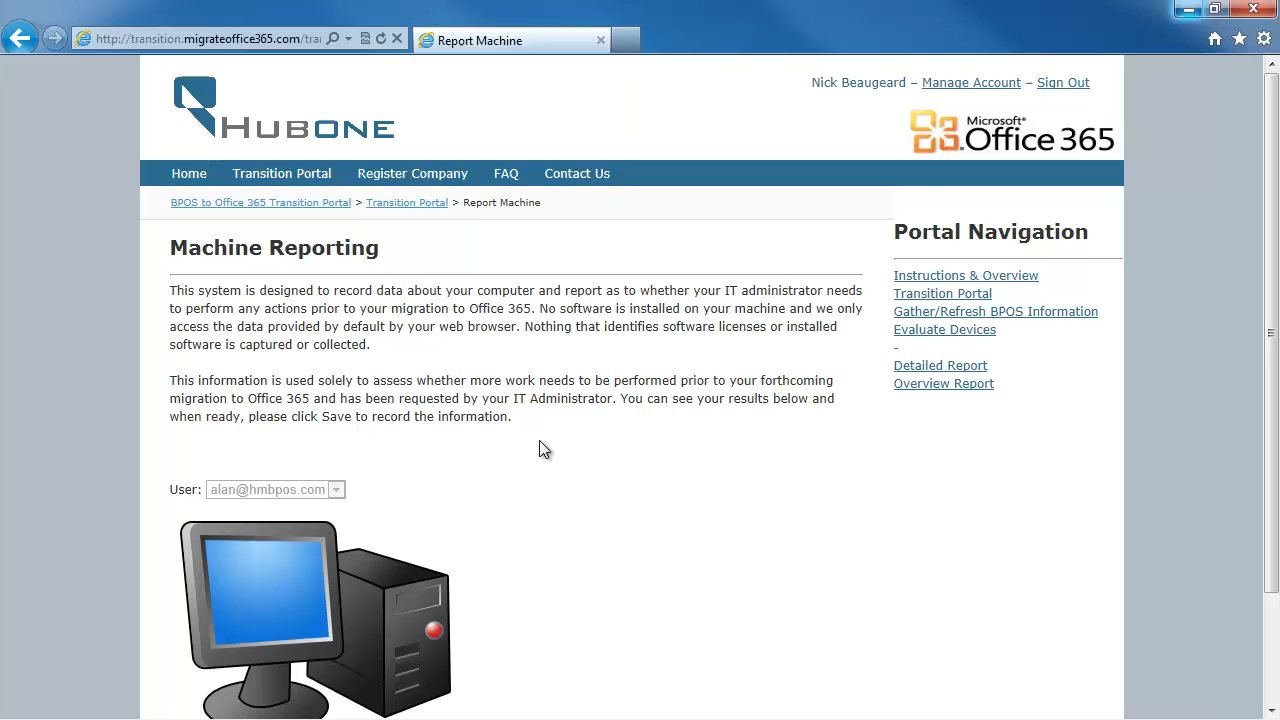 http://transition.migrateoffice365.com/tra
Report Machine
HUBONE
Nick Beaugeard – Manage Account – Sign Out
Microsoft®
Office 365
Home Transition Portal Register Company FAQ Contact Us
BPOS to Office 365 Transition Portal > Transition Portal > Report Machine
Machine Reporting
This system is designed to record data about your computer and report as to whether your IT administrator needs
to perform any actions prior to your migration to Office 365. No software is installed on your machine and we only
access the data provided by default by your web browser. Nothing that identifies software licenses or installed
software is captured or collected.
This information is used solely to assess whether more work needs to be performed prior to your forthcoming
migration to Office 365 and has been requested by your IT Administrator. You can see your results below and
when ready, please click Save to record the information.
User: alan@hmbpos.com
Portal Navigation
Instructions & Overview
Transition Portal
Gather/Refresh BPOS Information
Evaluate Devices
-
Detailed Report
Overview Report